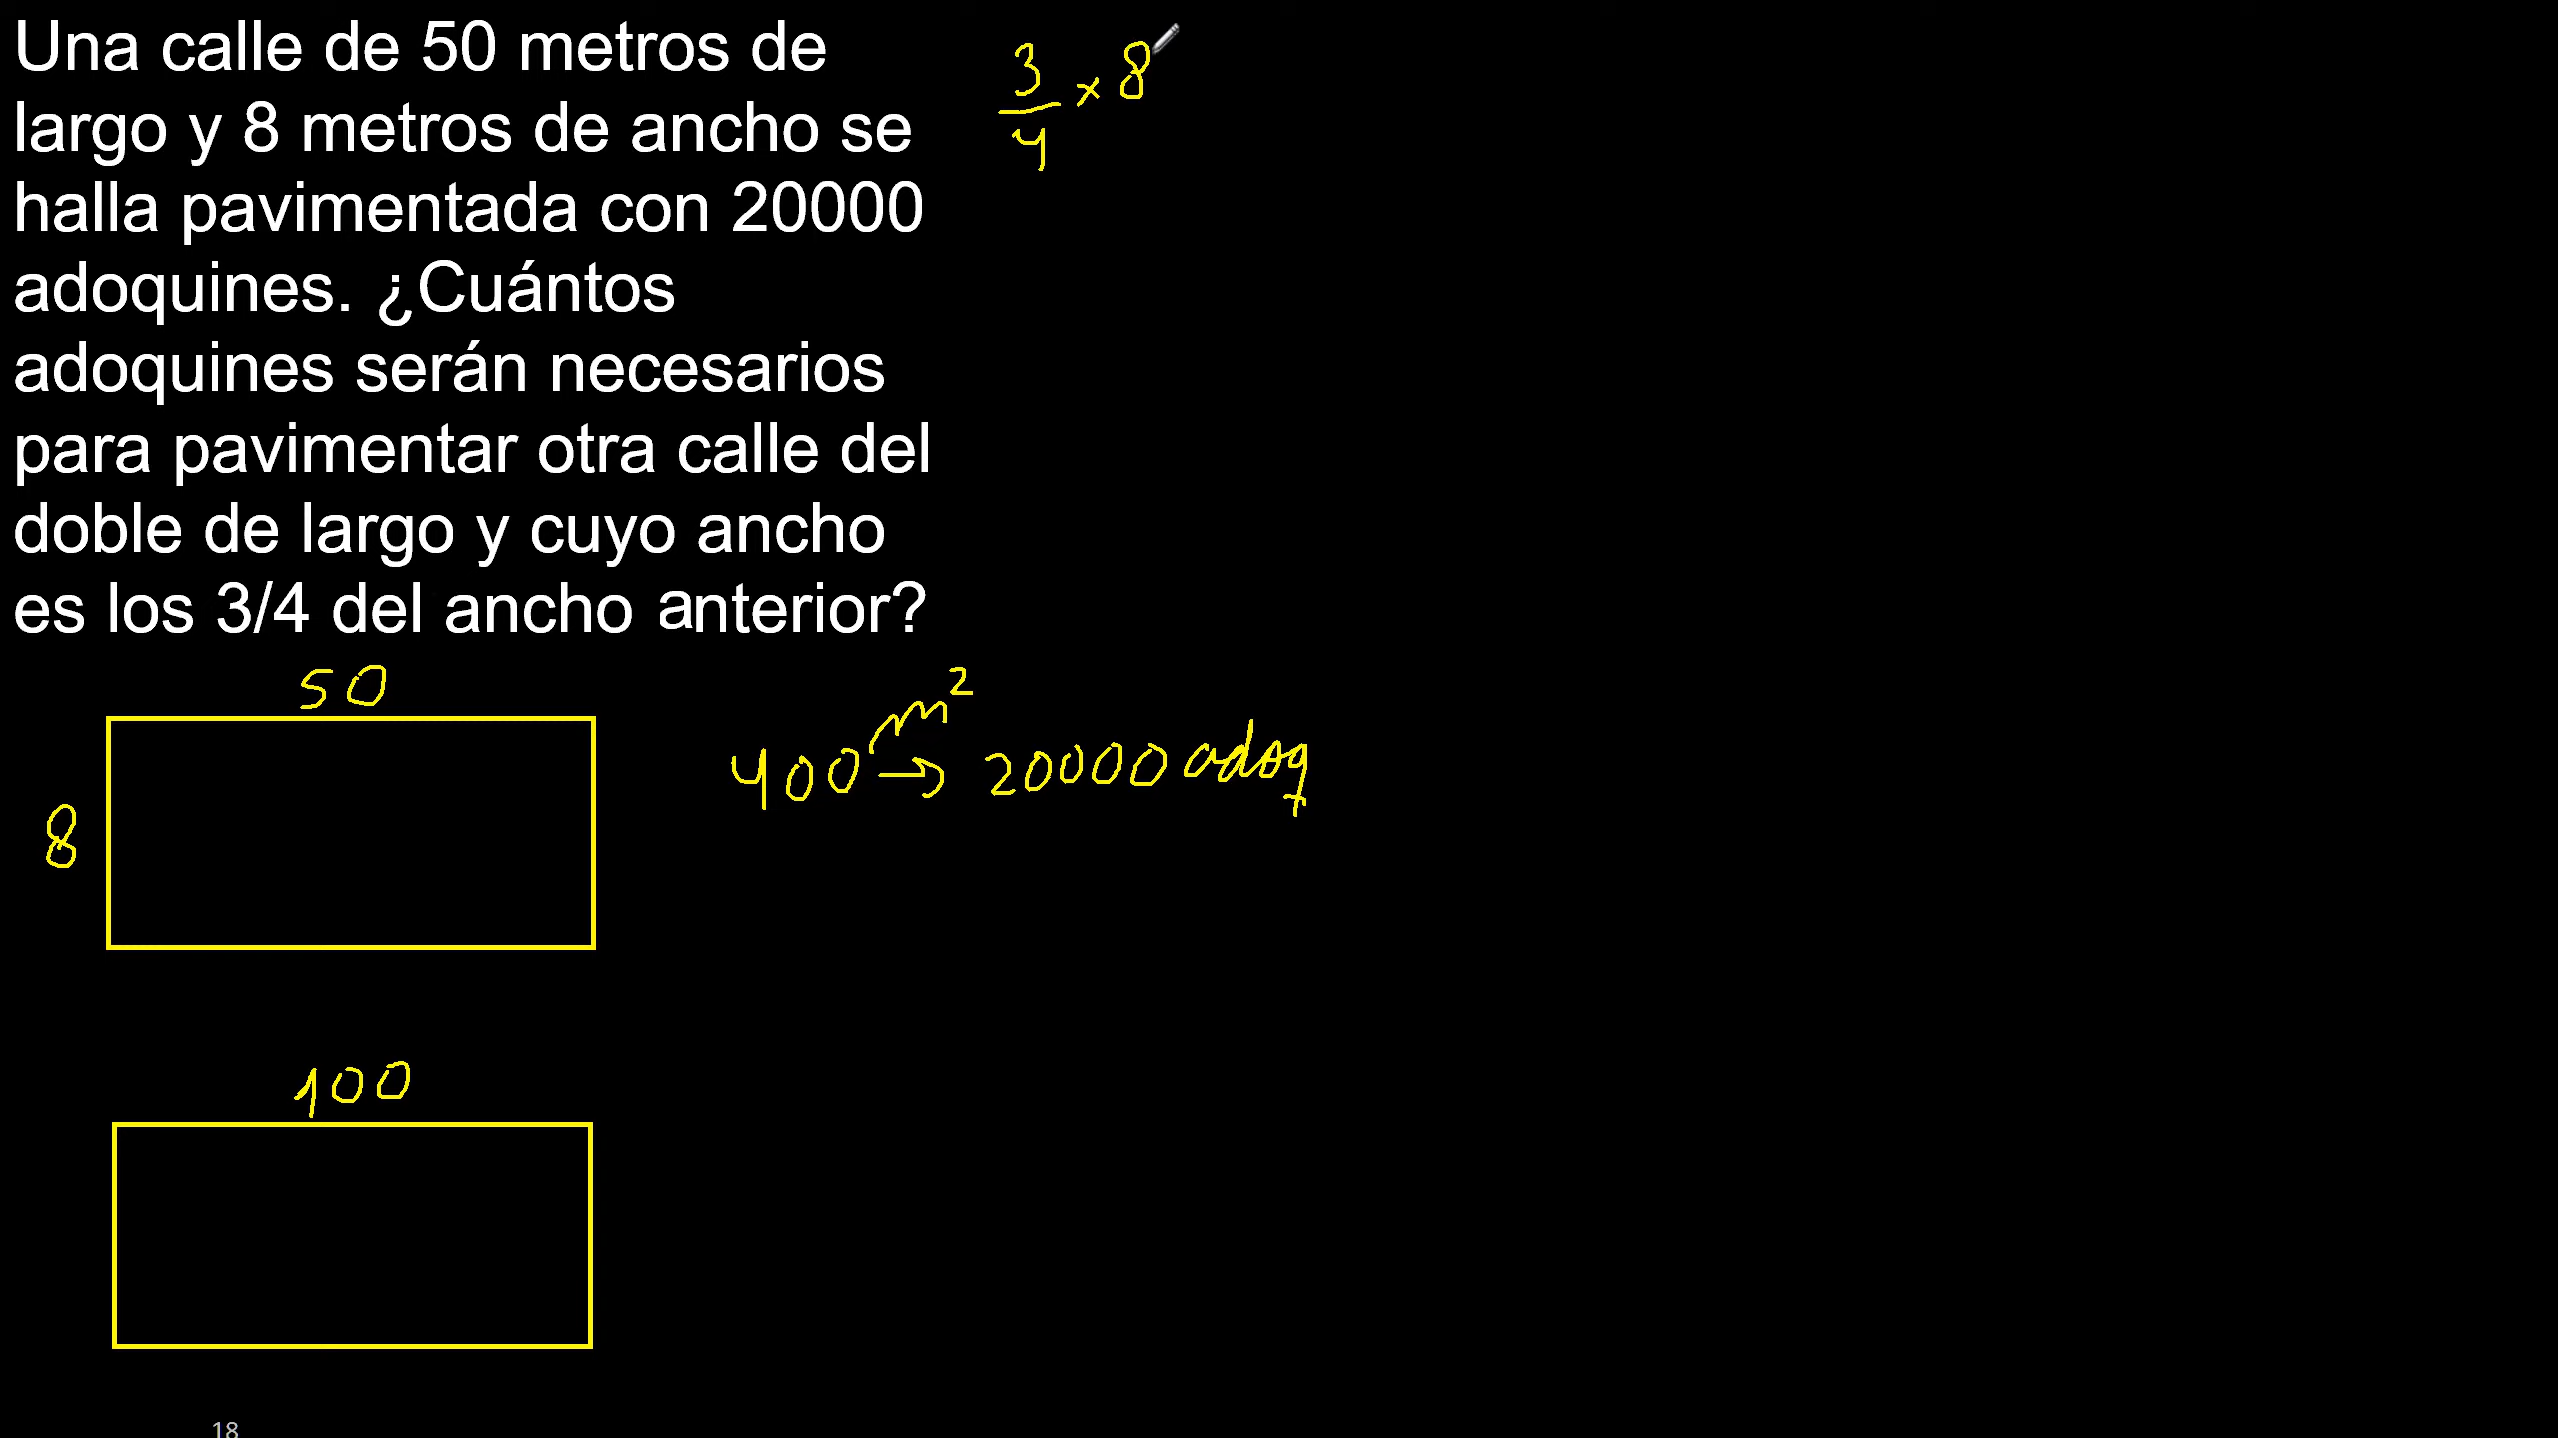 Una calle de 50 metros de
largo y 8 metros de ancho se
halla pavimentada con 20000
adoquines. ¿Cuántos
adoquines serán necesarios
para pavimentar otra calle del
doble de largo y cuyo ancho
es los 3/4 del ancho anterior?
3/4 × 8
50
8
400 m² → 20000 adoq
100
18